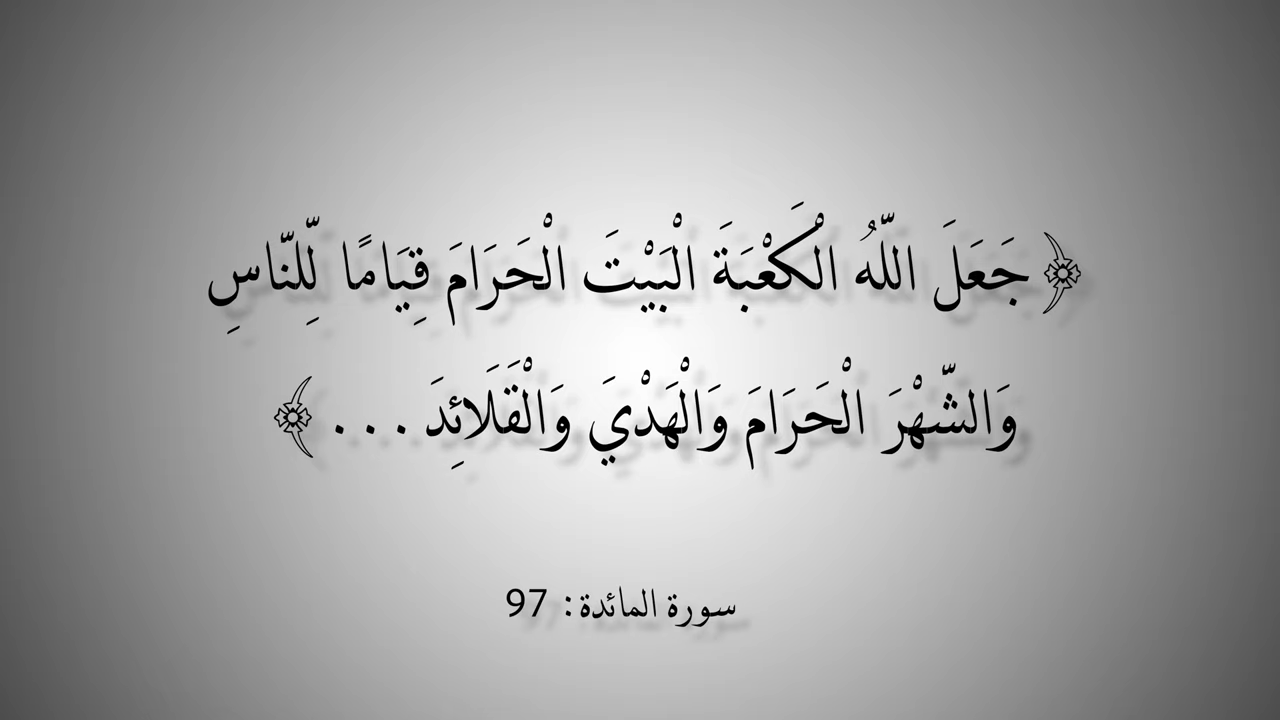 ﴿ جَعَلَ اللّهُ الْكَعْبَةَ الْبَيْتَ الْحَرَامَ قِيَامًا لِّلنَّاسِ
وَالشَّهْرَ الْحَرَامَ وَالْهَدْيَ وَالْقَلَائِدَ . . . ﴾
سورة المائدة: 97